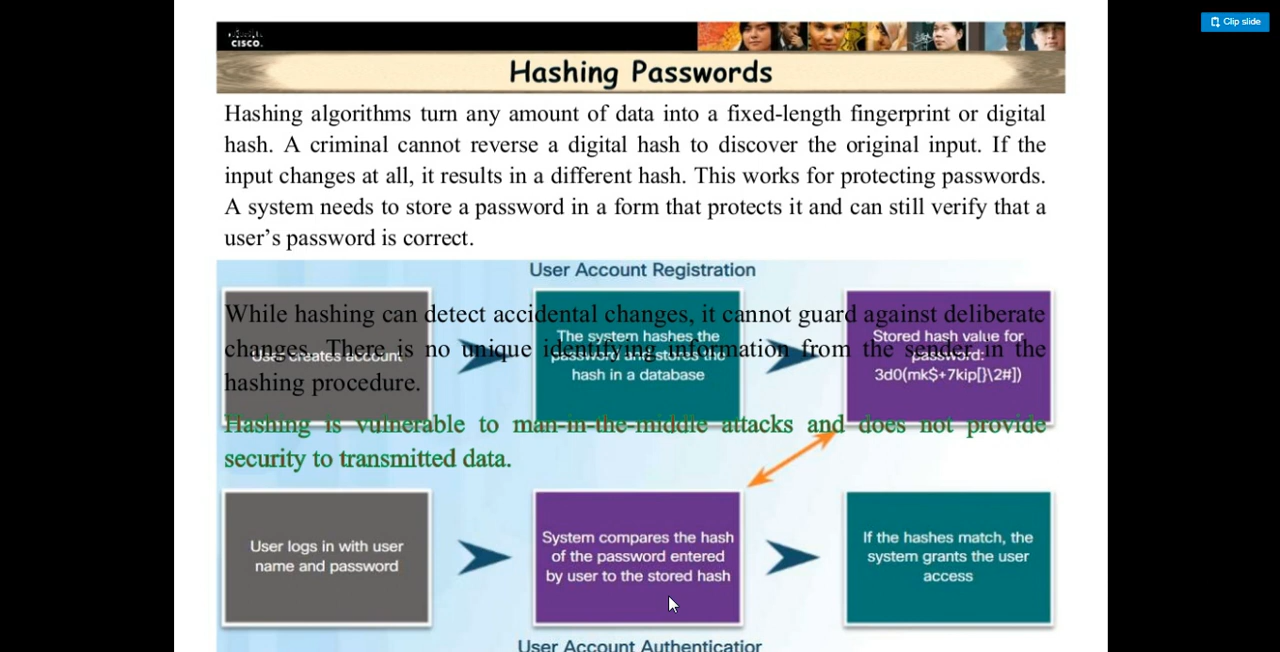 Clip slide
CISCO.
Hashing Passwords
Hashing algorithms turn any amount of data into a fixed-length fingerprint or digital
hash. A criminal cannot reverse a digital hash to discover the original input. If the
input changes at all, it results in a different hash. This works for protecting passwords.
A system needs to store a password in a form that protects it and can still verify that a
user’s password is correct.
User Account Registration
While hashing can detect accidental changes, it cannot guard against deliberate
changes. There is no unique identifying information from the sender in the
hashing procedure.
User creates account
The system hashes the
password and stores the
hash in a database
Stored hash value for
password:
3d0(mk$+7kip[}\2#])
Hashing is vulnerable to man-in-the-middle attacks and does not provide
security to transmitted data.
User logs in with user
name and password
System compares the hash
of the password entered
by user to the stored hash
If the hashes match, the
system grants the user
access
User Account Authentication